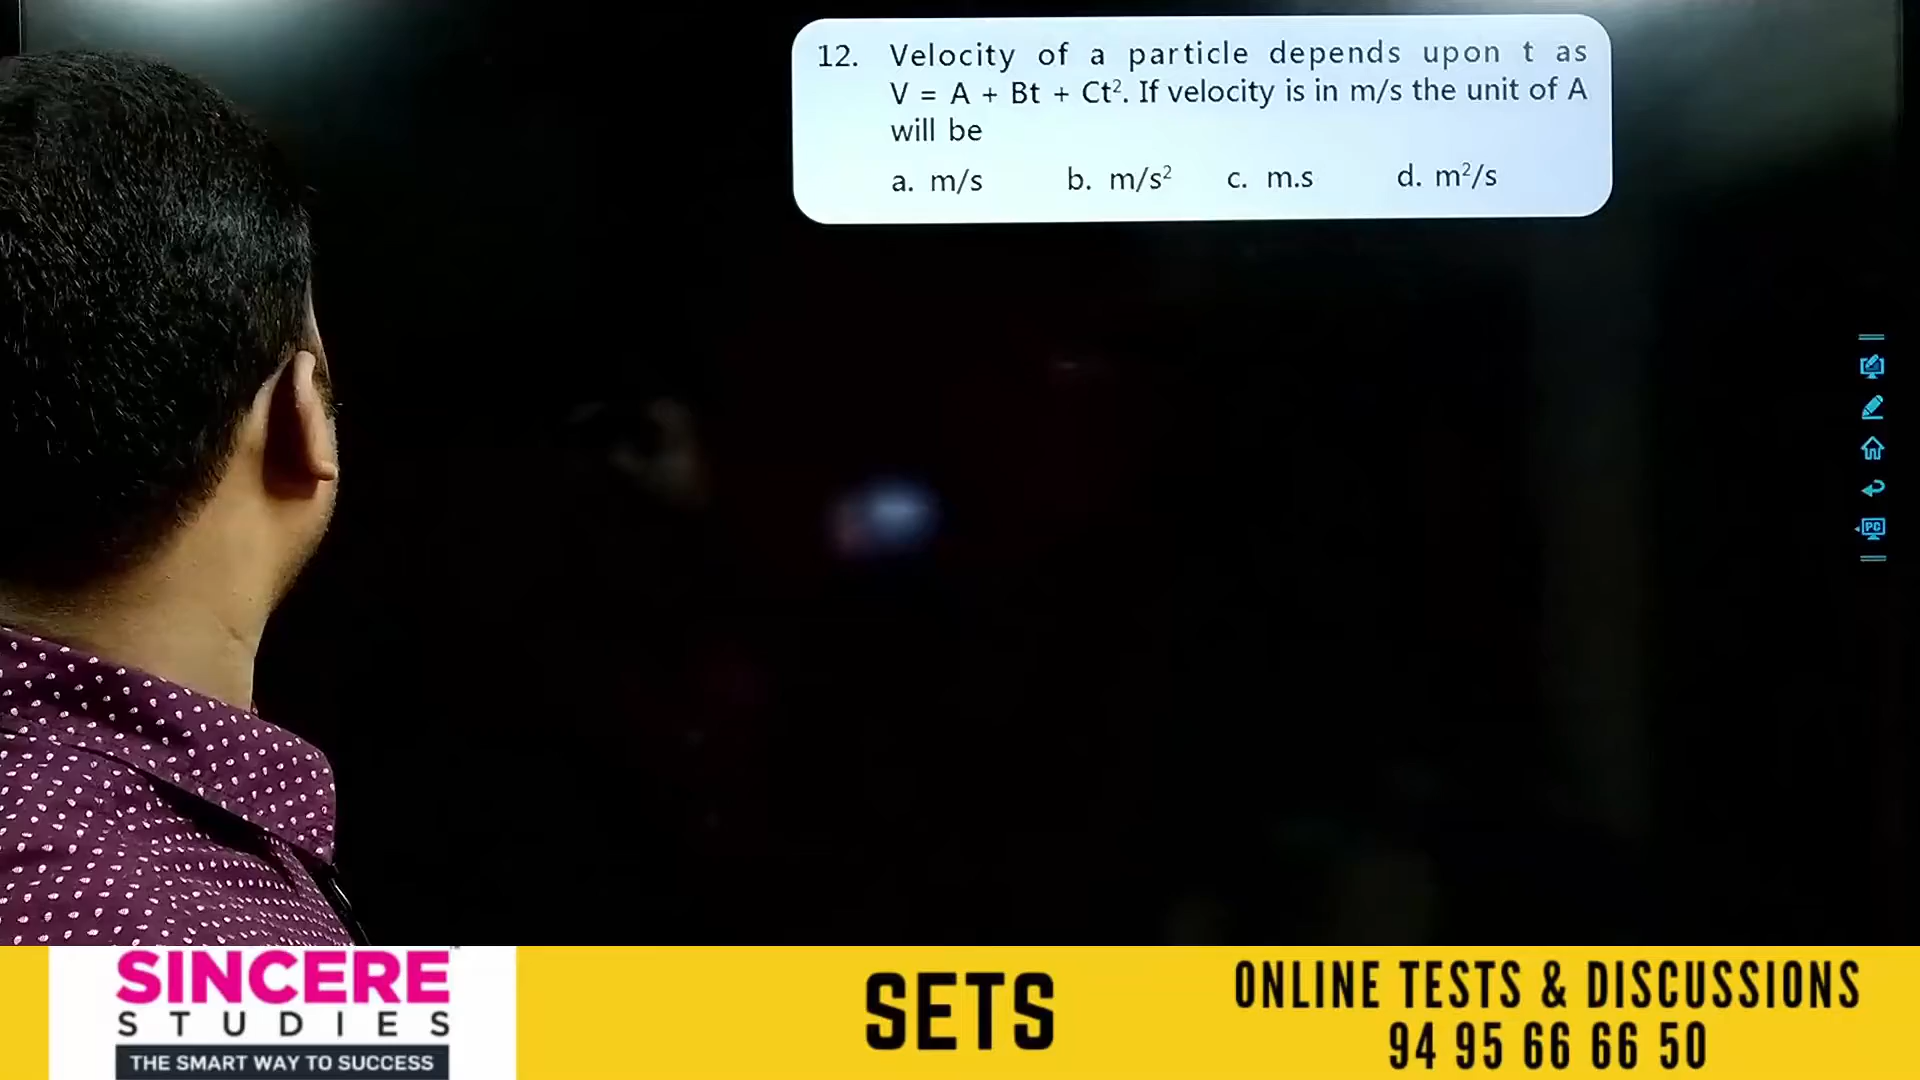 12. Velocity of a particle depends upon t as
V = A + Bt + Ct². If velocity is in m/s the unit of A
will be
a. m/s b. m/s² c. m.s d. m²/s
PC
SINCERE
STUDIES
THE SMART WAY TO SUCCESS
SETS
ONLINE TESTS & DISCUSSIONS
94 95 66 66 50